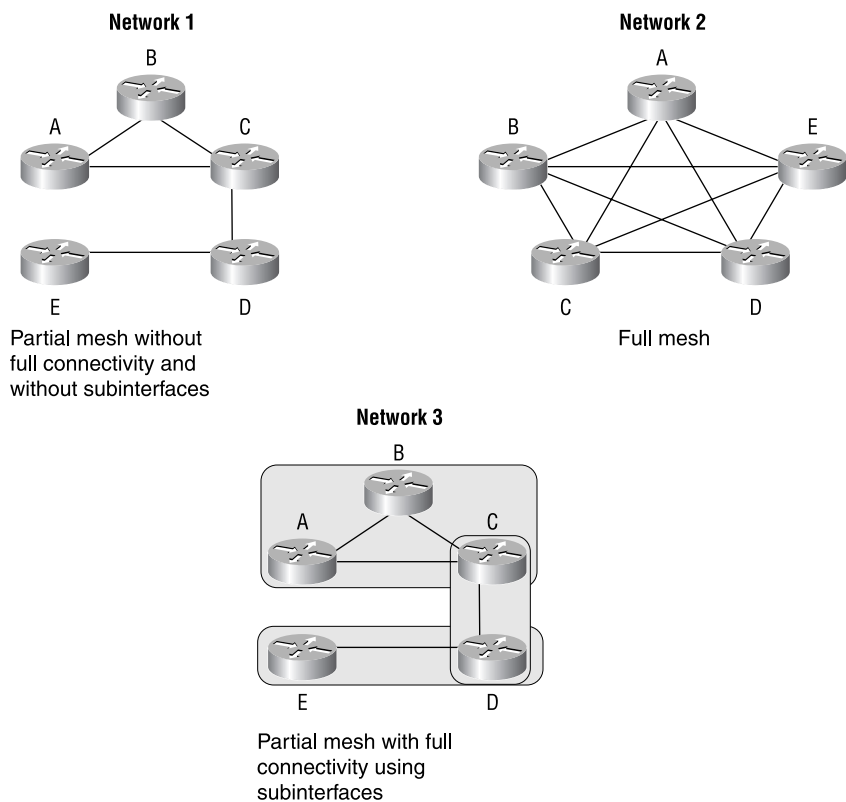 Network 1
B
A
C
E
D
Partial mesh without
full connectivity and
without subinterfaces
Network 2
A
B
E
C
D
Full mesh
Network 3
B
A
C
E
D
Partial mesh with full
connectivity using
subinterfaces